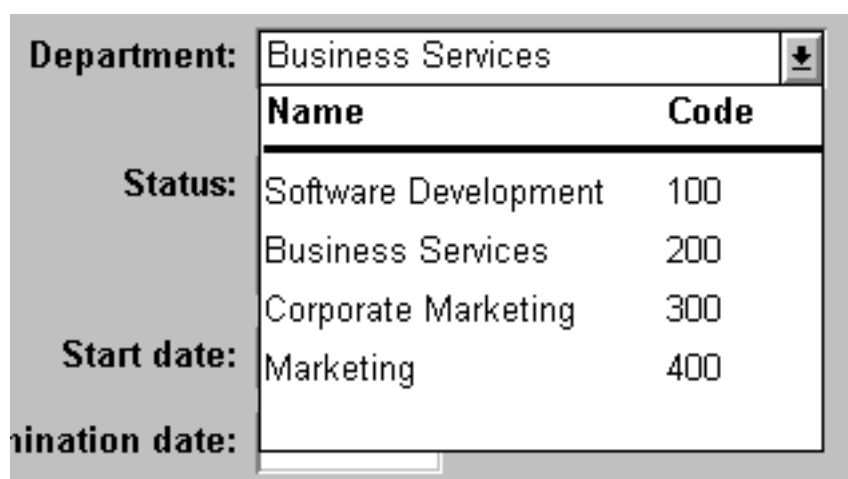 Department: Business Services
Name Code
Status:
Software Development 100
Business Services 200
Corporate Marketing 300
Start date:
Marketing 400
date: